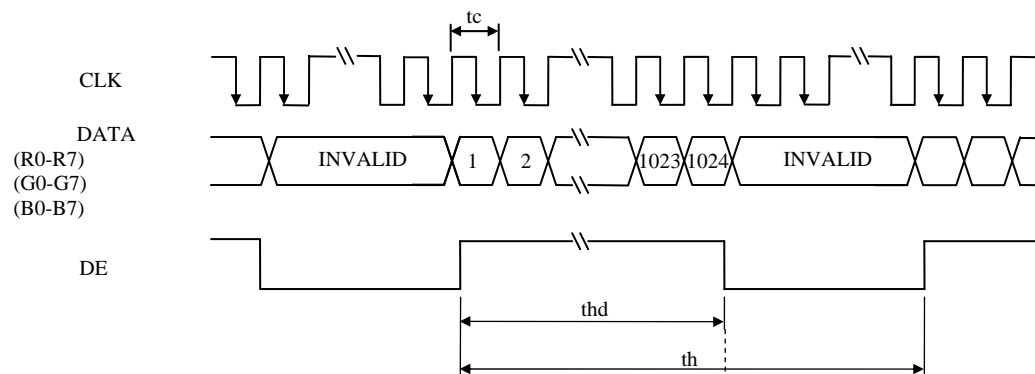 tc
CLK
DATA
(R0-R7)
(G0-G7)
(B0-B7)
INVALID 1 2 1023 1024 INVALID
DE
thd
th